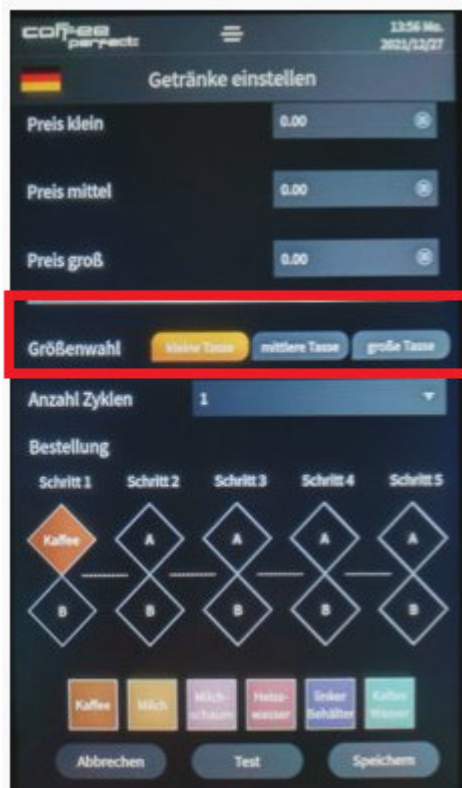 coffee perfect
13:56 Mo.
2021/12/27
Getränke einstellen
Preis klein 0.00
Preis mittel 0.00
Preis groß 0.00
Größenwahl kleine Tasse mittlere Tasse große Tasse
Anzahl Zyklen 1
Bestellung
Schritt 1 Schritt 2 Schritt 3 Schritt 4 Schritt 5
Kaffee A A A A
B B B B B
Kaffee Milch Milch-schaum Heiss-wasser linker Behälter Kaltes Wasser
Abbrechen Test Speichern